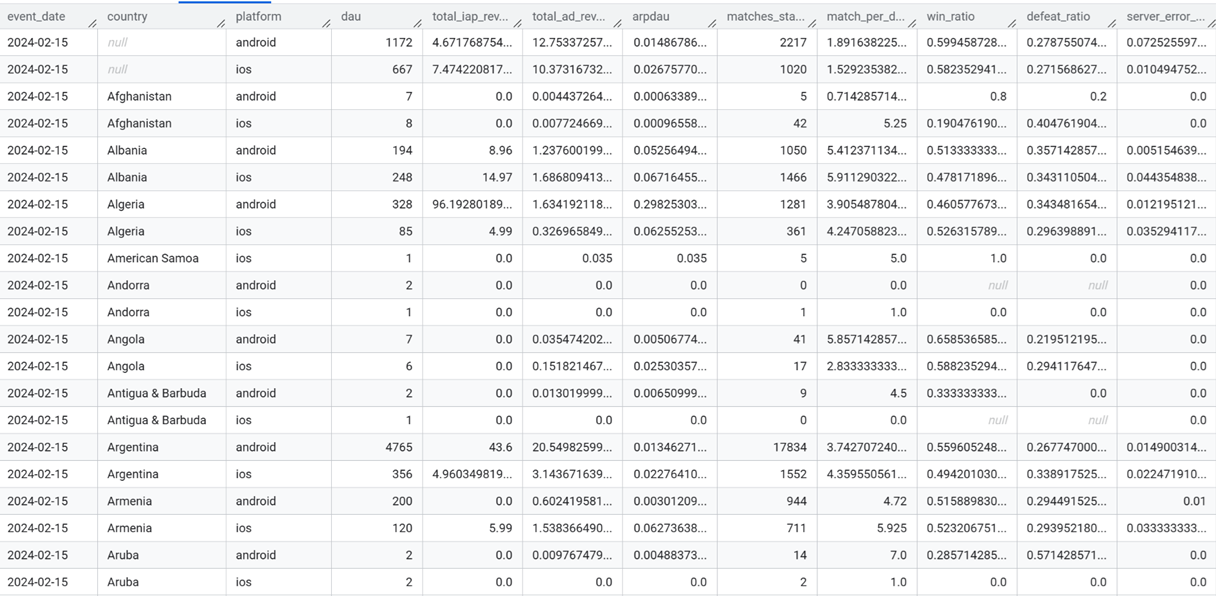 event_date country platform dau total_iap_rev... total_ad_rev... arpdau matches_sta... match_per_d... win_ratio defeat_ratio server_error_...
2024-02-15 null android 1172 4.671768754... 12.75337257... 0.01486786... 2217 1.891638225... 0.599458728... 0.278755074... 0.072525597...
2024-02-15 null ios 667 7.474220817... 10.37316732... 0.02675770... 1020 1.529235382... 0.582352941... 0.271568627... 0.010494752...
2024-02-15 Afghanistan android 7 0.0 0.004437264... 0.00063389... 5 0.714285714... 0.8 0.2 0.0
2024-02-15 Afghanistan ios 8 0.0 0.007724669... 0.00096558... 42 5.25 0.190476190... 0.404761904... 0.0
2024-02-15 Albania android 194 8.96 1.237600199... 0.05256494... 1050 5.412371134... 0.513333333... 0.357142857... 0.005154639...
2024-02-15 Albania ios 248 14.97 1.686809413... 0.06716455... 1466 5.911290322... 0.478171896... 0.343110504... 0.044354838...
2024-02-15 Algeria android 328 96.19280189... 1.634192118... 0.29825303... 1281 3.905487804... 0.460577673... 0.343481654... 0.012195121...
2024-02-15 Algeria ios 85 4.99 0.326965849... 0.06255253... 361 4.247058823... 0.526315789... 0.296398891... 0.035294117...
2024-02-15 American Samoa ios 1 0.0 0.035 0.035 5 5.0 1.0 0.0 0.0
2024-02-15 Andorra android 2 0.0 0.0 0.0 0 0.0 null null 0.0
2024-02-15 Andorra ios 1 0.0 0.0 0.0 1 1.0 0.0 0.0 0.0
2024-02-15 Angola android 7 0.0 0.035474202... 0.00506774... 41 5.857142857... 0.658536585... 0.219512195... 0.0
2024-02-15 Angola ios 6 0.0 0.151821467... 0.02530357... 17 2.833333333... 0.588235294... 0.294117647... 0.0
2024-02-15 Antigua & Barbuda android 2 0.0 0.013019999... 0.00650999... 9 4.5 0.333333333... 0.0 0.0
2024-02-15 Antigua & Barbuda ios 1 0.0 0.0 0.0 0 0.0 null null 0.0
2024-02-15 Argentina android 4765 43.6 20.54982599... 0.01346271... 17834 3.742707240... 0.559605248... 0.267747000... 0.014900314...
2024-02-15 Argentina ios 356 4.960349819... 3.143671639... 0.02276410... 1552 4.359550561... 0.494201030... 0.338917525... 0.022471910...
2024-02-15 Armenia android 200 0.0 0.602419581... 0.00301209... 944 4.72 0.515889830... 0.294491525... 0.01
2024-02-15 Armenia ios 120 5.99 1.538366490... 0.06273638... 711 5.925 0.523206751... 0.293952180... 0.033333333...
2024-02-15 Aruba android 2 0.0 0.009767479... 0.00488373... 14 7.0 0.285714285... 0.571428571... 0.0
2024-02-15 Aruba ios 2 0.0 0.0 0.0 2 1.0 0.0 0.0 0.0